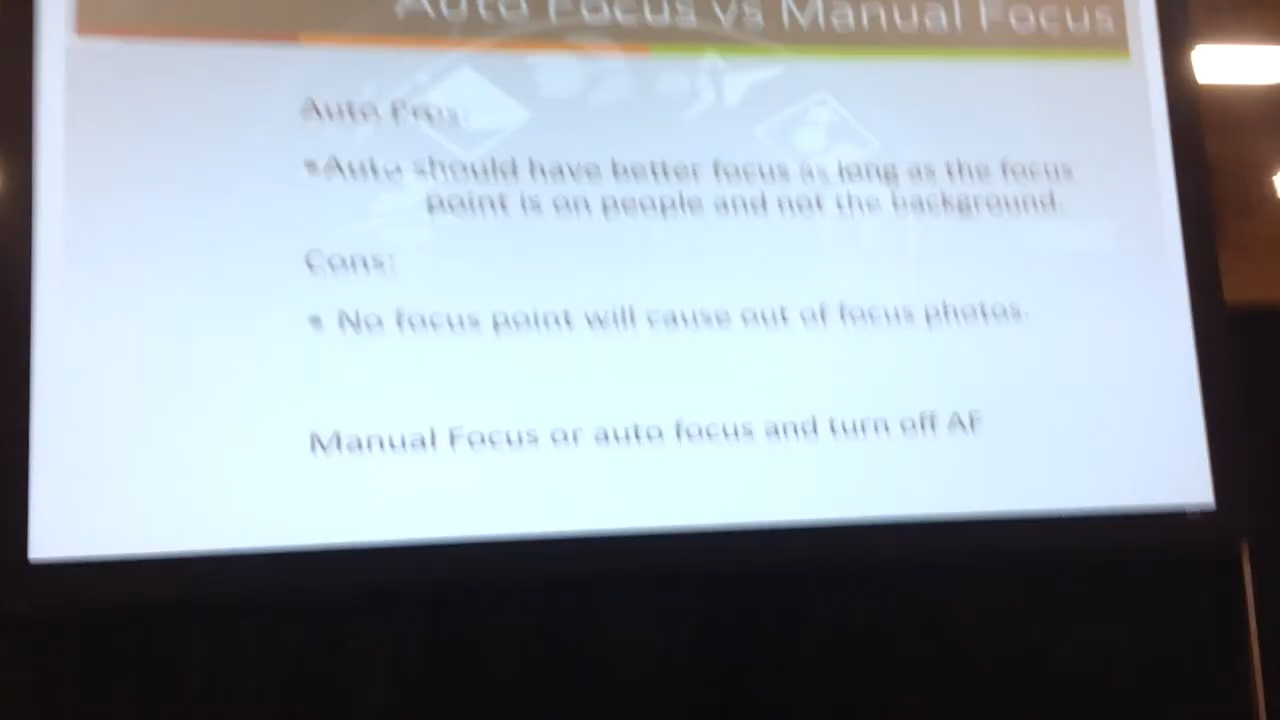 Auto Focus vs Manual Focus
Auto Pros:
•Auto should have better focus as long as the focus
point is on people and not the background.
Cons:
• No focus point will cause out of focus photos.
Manual Focus or auto focus and turn off AF